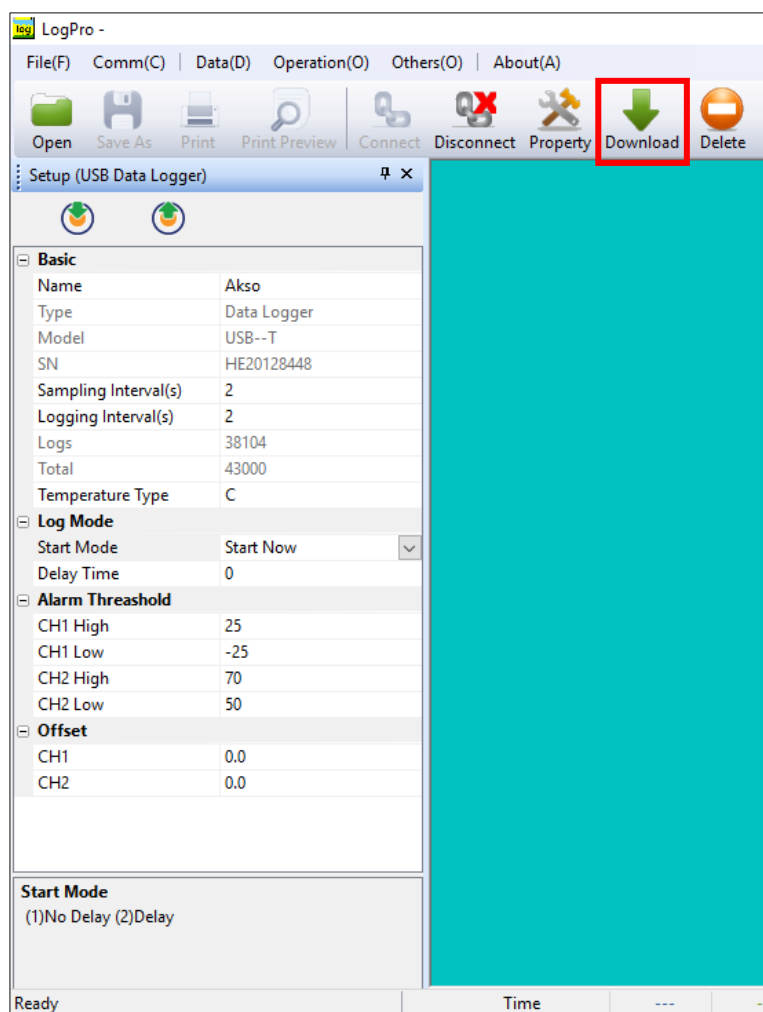 log LogPro -
File(F) Comm(C) Data(D) Operation(O) Others(O) About(A)
Open Save As Print Print Preview Connect Disconnect Property Download Delete
Setup (USB Data Logger)
Basic
Name Akso
Type Data Logger
Model USB--T
SN HE20128448
Sampling Interval(s) 2
Logging Interval(s) 2
Logs 38104
Total 43000
Temperature Type C
Log Mode
Start Mode Start Now
Delay Time 0
Alarm Threashold
CH1 High 25
CH1 Low -25
CH2 High 70
CH2 Low 50
Offset
CH1 0.0
CH2 0.0
Start Mode
(1)No Delay (2)Delay
Ready Time --- -